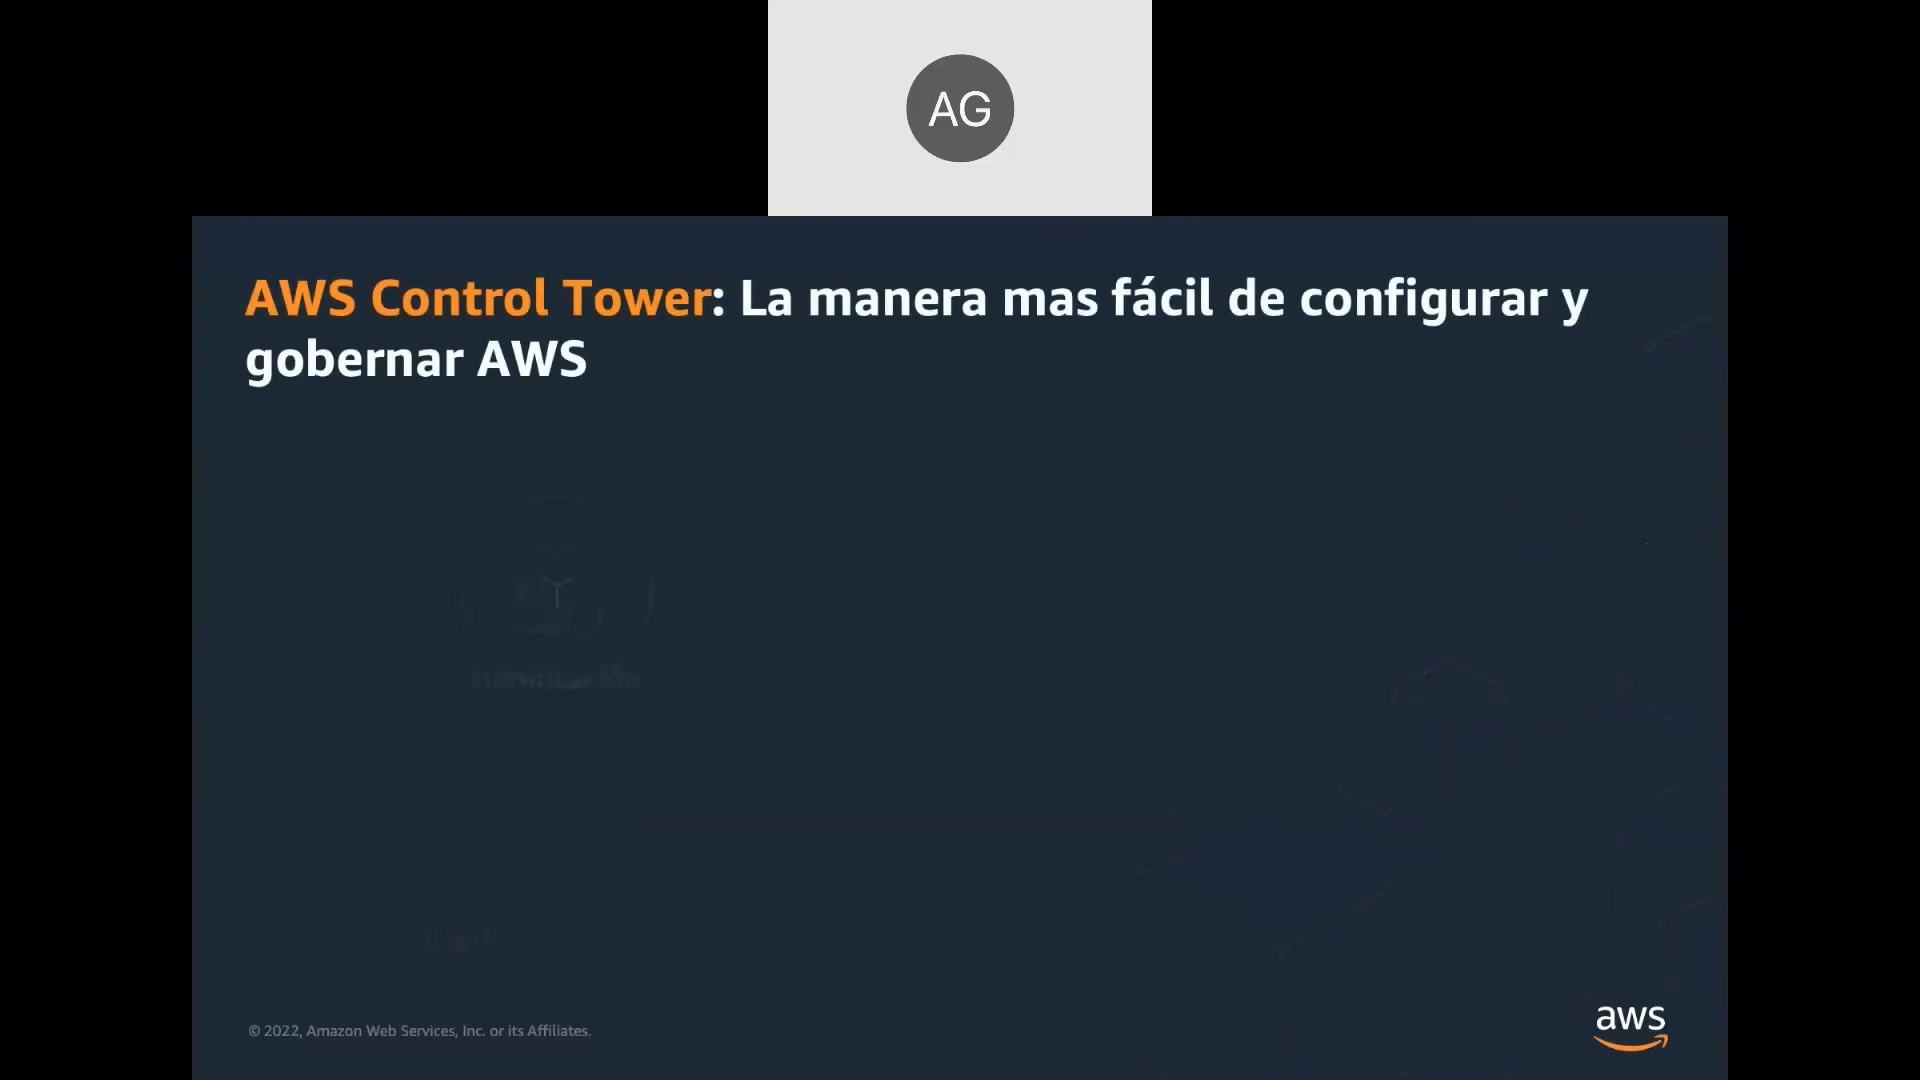 AG
AWS Control Tower: La manera mas fácil de configurar y
gobernar AWS
© 2022, Amazon Web Services, Inc. or its Affiliates.
aws